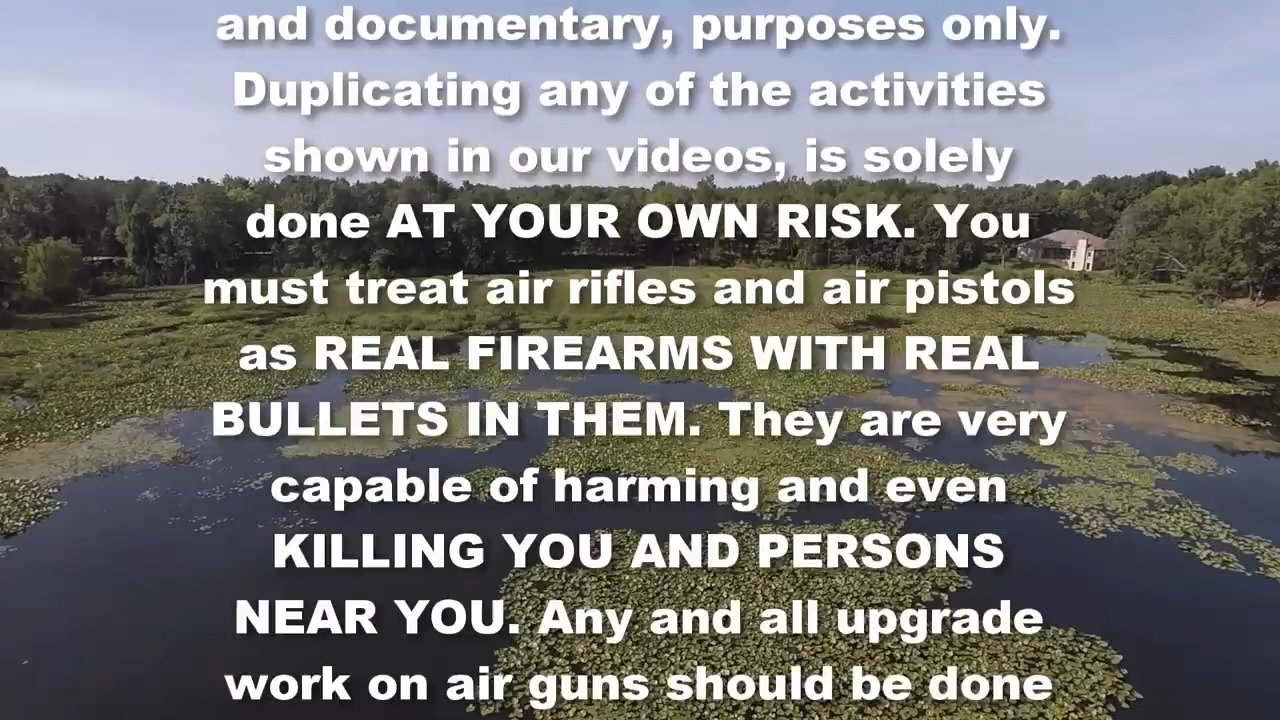 and documentary, purposes only.
Duplicating any of the activities
shown in our videos, is solely
done AT YOUR OWN RISK. You
must treat air rifles and air pistols
as REAL FIREARMS WITH REAL
BULLETS IN THEM. They are very
capable of harming and even
KILLING YOU AND PERSONS
NEAR YOU. Any and all upgrade
work on air guns should be done